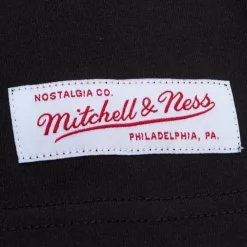 NOSTALGIA CO.
Mitchell & Ness
PHILADELPHIA, PA.